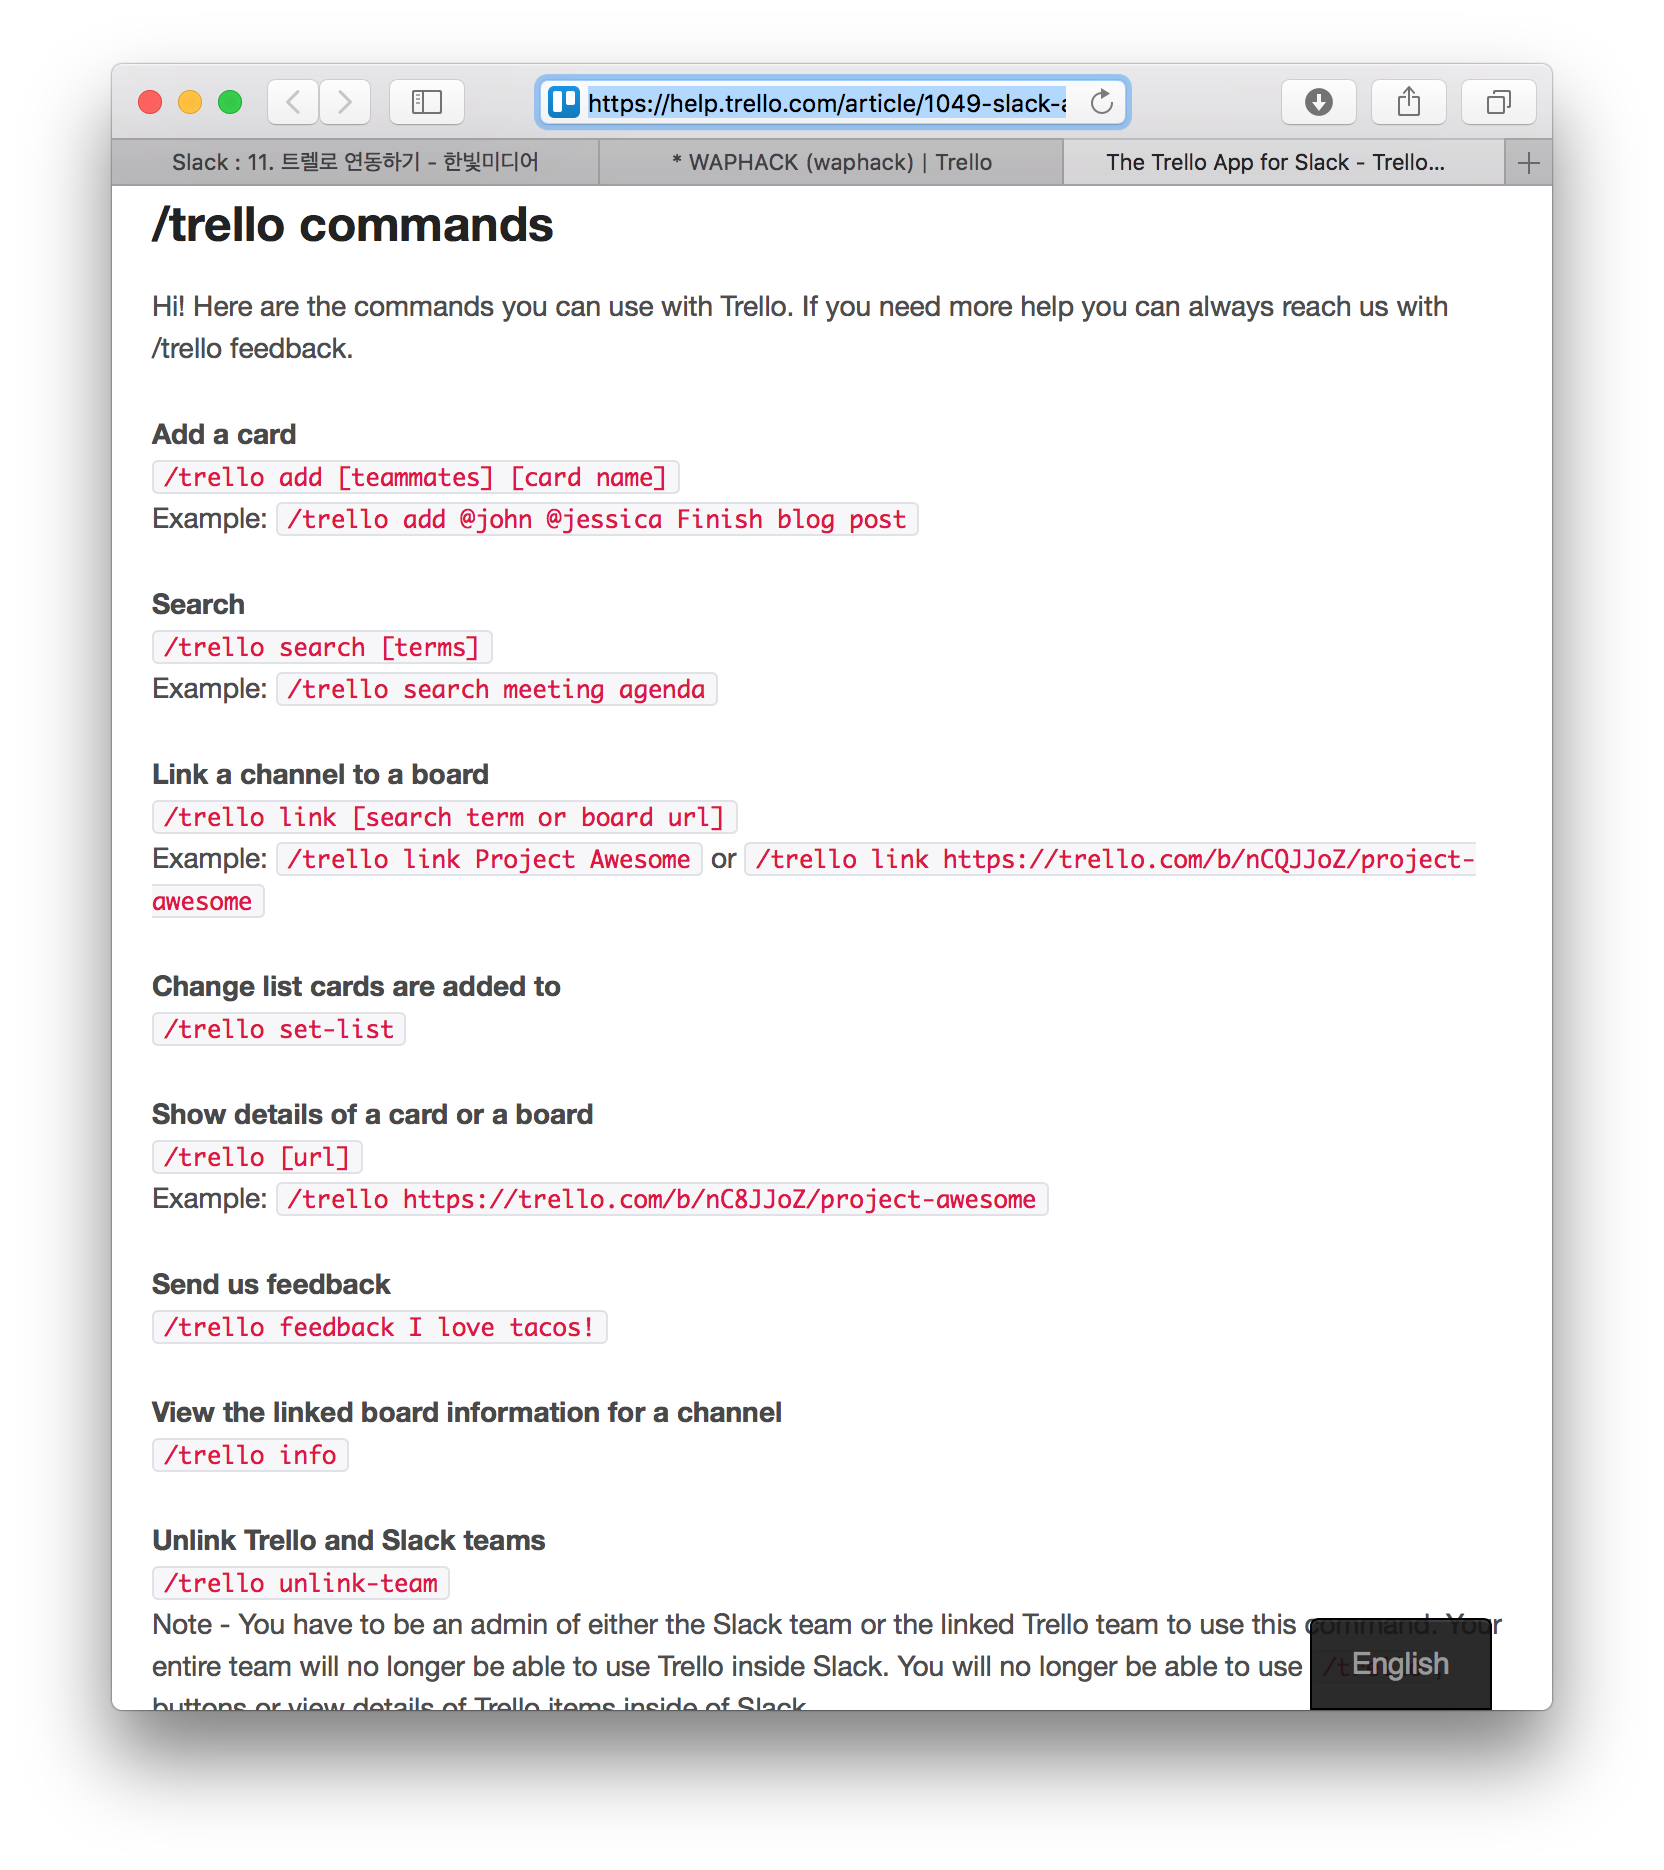 https://help.trello.com/article/1049-slack-a
Slack : 11. 트렐로 연동하기 - 한빛미디어
* WAPHACK (waphack) | Trello
The Trello App for Slack - Trello...
/trello commands
Hi! Here are the commands you can use with Trello. If you need more help you can always reach us with
/trello feedback.
Add a card
/trello add [teammates] [card name]
Example: /trello add @john @jessica Finish blog post
Search
/trello search [terms]
Example: /trello search meeting agenda
Link a channel to a board
/trello link [search term or board url]
Example: /trello link Project Awesome or /trello link https://trello.com/b/nCQJJoZ/project-
awesome
Change list cards are added to
/trello set-list
Show details of a card or a board
/trello [url]
Example: /trello https://trello.com/b/nC8JJoZ/project-awesome
Send us feedback
/trello feedback I love tacos!
View the linked board information for a channel
/trello info
Unlink Trello and Slack teams
/trello unlink-team
Note - You have to be an admin of either the Slack team or the linked Trello team to use this command. Your
entire team will no longer be able to use Trello inside Slack. You will no longer be able to use
English
buttons or view details of Trello items inside of Slack